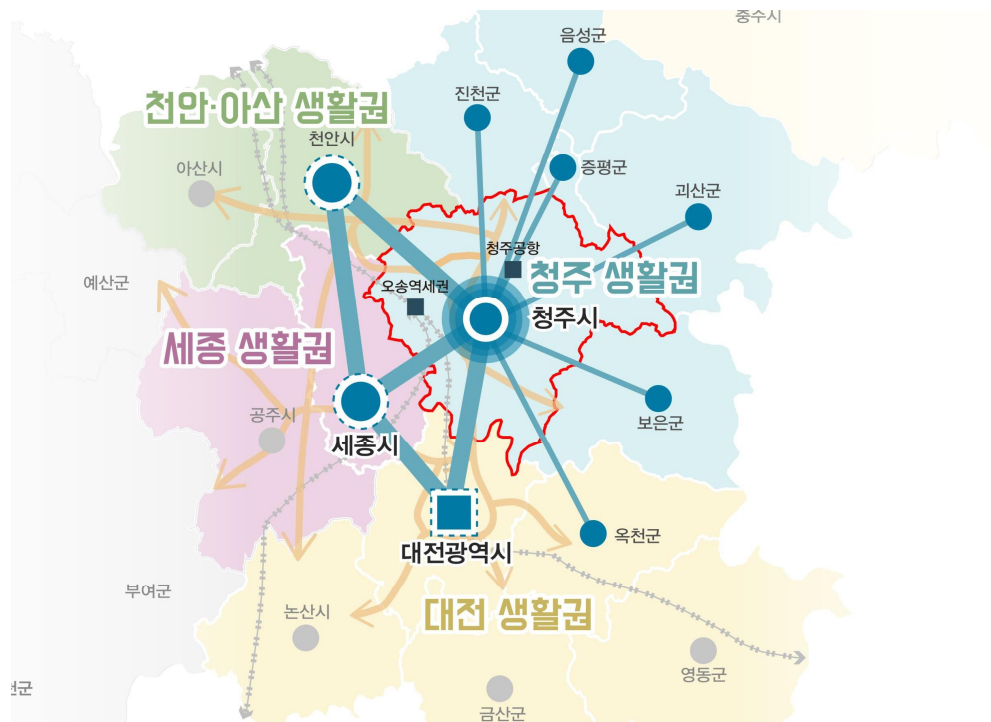 충주시
음성군
진천군
천안·아산 생활권
천안시
아산시
증평군
괴산군
청주공항
예산군
오송역세권
청주 생활권
청주시
세종 생활권
공주시
보은군
세종시
옥천군
대전광역시
부여군
논산시
대전 생활권
영동군
천군
금산군